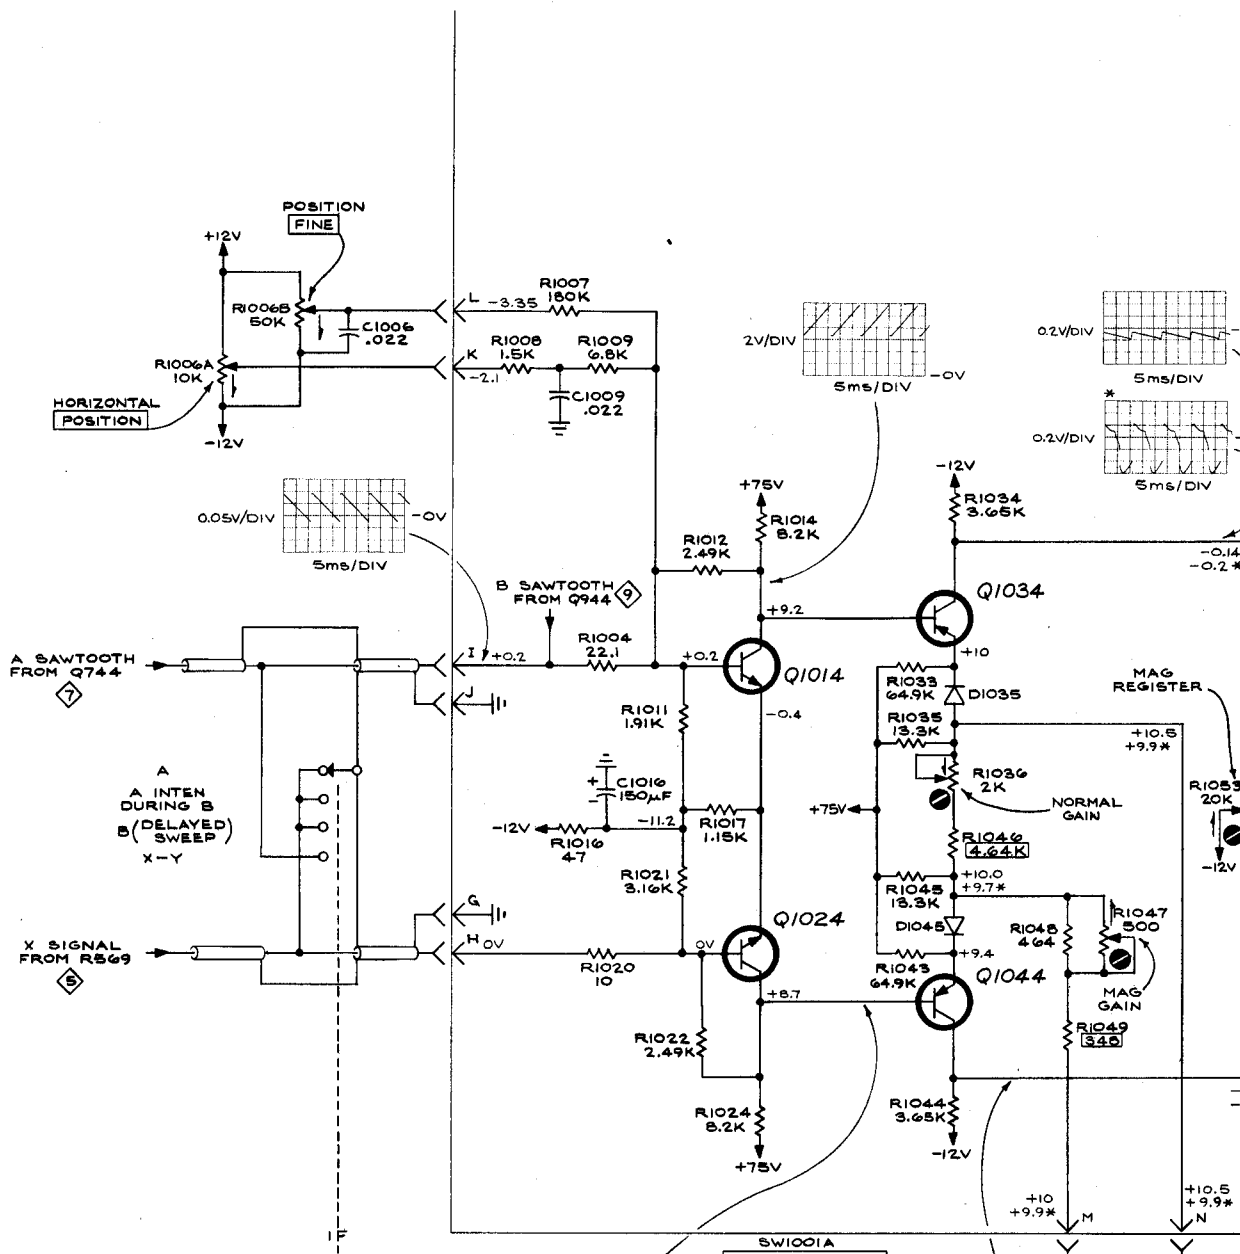 POSITION
FINE
+12V
R1006B
50K
C1006
.022
L
-3.35
R1007
180K
R1006A
10K
K
-2.1
R1008
1.5K
R1009
6.8K
C1009
.022
HORIZONTAL
POSITION
-12V
2V/DIV
-0V
5ms/DIV
0.2V/DIV
5ms/DIV
*
0.2V/DIV
5ms/DIV
0.05V/DIV
-0V
5ms/DIV
+75V
R1014
8.2K
R1012
2.49K
-12V
R1034
3.65K
-0.14
-0.2*
B SAWTOOTH
FROM Q944
9
+9.2
Q1034
A SAWTOOTH
FROM Q744
7
I
+0.2
R1004
22.1
+0.2
Q1014
-0.4
J
+10
R1033
64.9K
D1035
R1035
13.3K
+10.5
+9.9*
MAG
REGISTER
R1011
1.91K
C1016
150µF
+
-
-11.2
-12V
R1016
47
R1017
1.15K
R1021
3.16K
+75V
R1036
2K
NORMAL
GAIN
R1046
4.64K
R1053
20K
-12V
A
A INTEN
DURING B
B (DELAYED
SWEEP)
X-Y
R1045
13.3K
+10.0
+9.7*
D1045
R1048
464
R1047
500
MAG
GAIN
G
X SIGNAL
FROM R569
5
H
0V
R1020
10
0V
Q1024
R1043
64.9K
+9.4
Q1044
+8.7
R1022
2.49K
R1049
348
R1024
8.2K
+75V
R1044
3.65K
-12V
+10
+9.9*
M
+10.5
+9.9*
N
1F
SW1001A